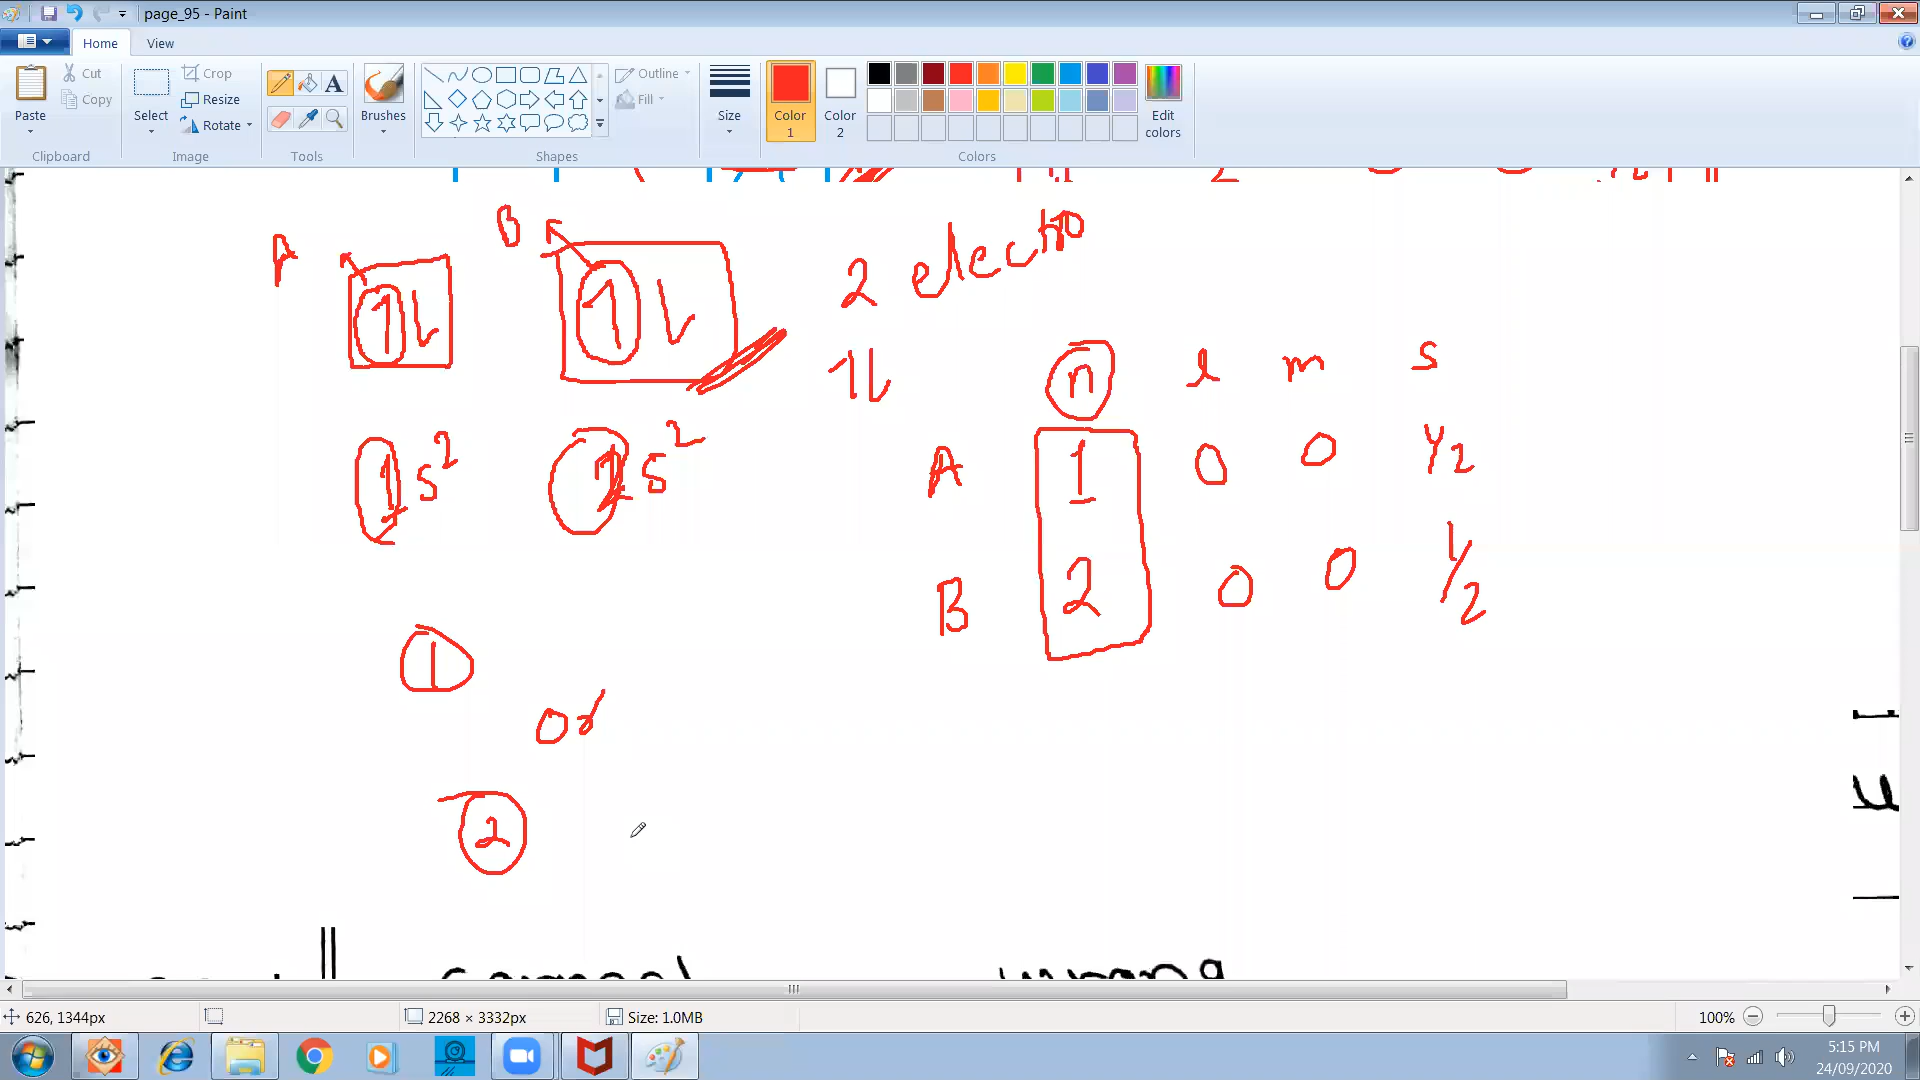 page_95 - Paint
Home View
Paste
Cut
Copy
Clipboard
Select
Crop
Resize
Rotate
Image
A
Tools
Brushes
Outline
Fill
Shapes
Size
Color 1
Color 2
Edit colors
Colors
A B 2 electro
1 1
n l m s
1s² 2s²
A 1 0 0 1/2
B 2 0 0 1/2
1
or
2
626, 1344px
2268 × 3332px
Size: 1.0MB
100%
5:15 PM
24/09/2020